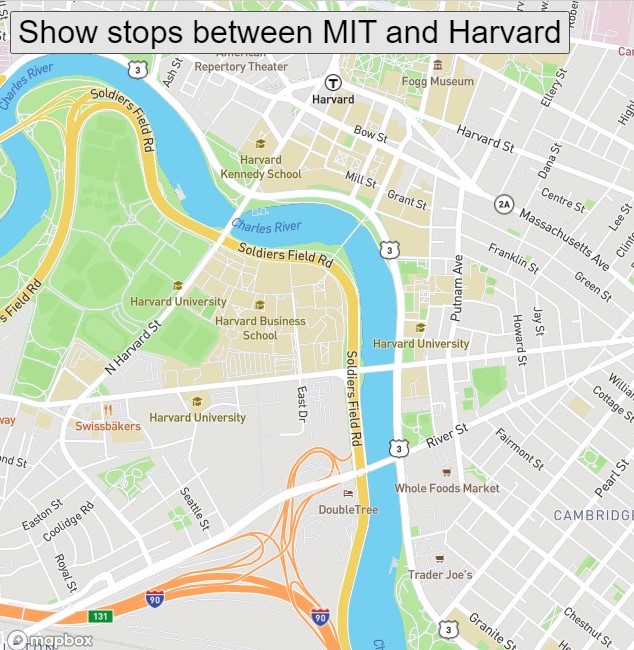 Show stops between MIT and Harvard
Charles River
3
Ash St
American
Repertory Theater
T
Harvard
Fogg Museum
Ellery St
Soldiers Field Rd
Bow St
Harvard St
Dana St
Harvard
Kennedy School
Mill St
Grant St
Centre St
Lee St
2A
Massachusetts Ave
Charles River
Soldiers Field Rd
3
Franklin St
Green St
Putnam Ave
s Field Rd
Harvard University
Harvard Business
School
N Harvard St
Harvard University
Howard St
Jay St
Soldiers Field Rd
East Dr
Harvard University
Swissbäkers
way
Cottage St
River St
3
Fairmont St
Pearl St
nd St
Whole Foods Market
DoubleTree
CAMBRIDGE
Easton St
Coolidge Rd
Seattle St
Royal St
Trader Joe's
90
131
90
3
Granite St
Chestnut St
mapbox